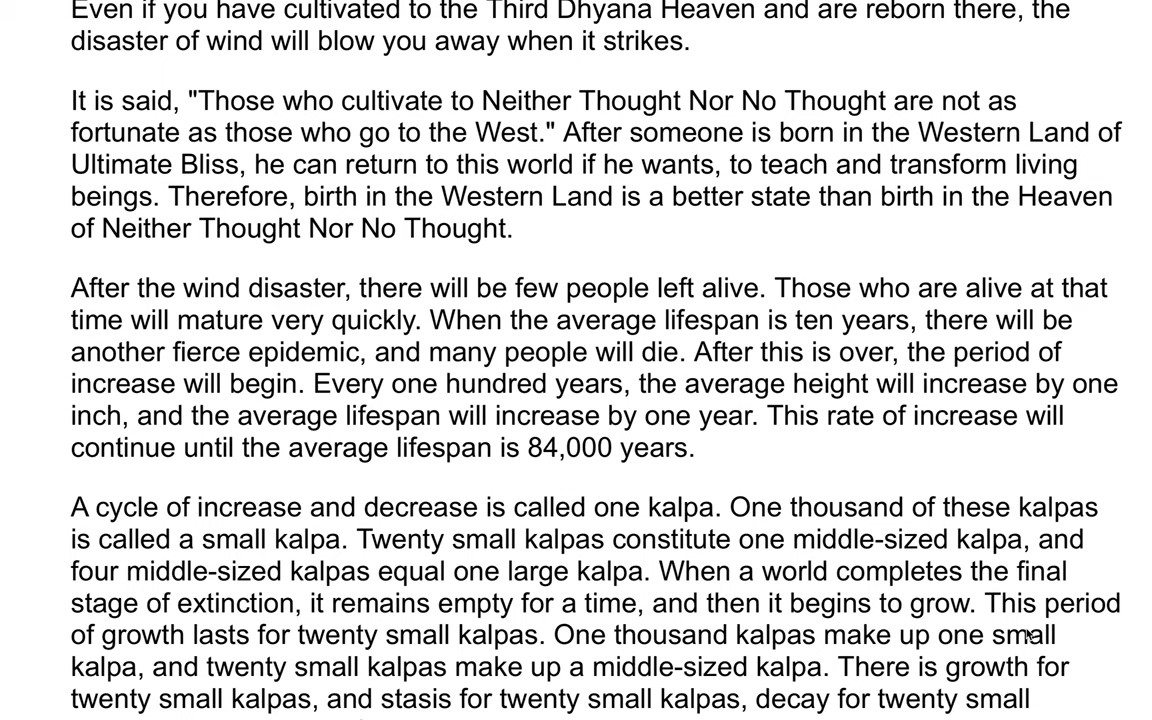 Even if you have cultivated to the Third Dhyana Heaven and are reborn there, the
disaster of wind will blow you away when it strikes.
It is said, "Those who cultivate to Neither Thought Nor No Thought are not as
fortunate as those who go to the West." After someone is born in the Western Land of
Ultimate Bliss, he can return to this world if he wants, to teach and transform living
beings. Therefore, birth in the Western Land is a better state than birth in the Heaven
of Neither Thought Nor No Thought.
After the wind disaster, there will be few people left alive. Those who are alive at that
time will mature very quickly. When the average lifespan is ten years, there will be
another fierce epidemic, and many people will die. After this is over, the period of
increase will begin. Every one hundred years, the average height will increase by one
inch, and the average lifespan will increase by one year. This rate of increase will
continue until the average lifespan is 84,000 years.
A cycle of increase and decrease is called one kalpa. One thousand of these kalpas
is called a small kalpa. Twenty small kalpas constitute one middle-sized kalpa, and
four middle-sized kalpas equal one large kalpa. When a world completes the final
stage of extinction, it remains empty for a time, and then it begins to grow. This period
of growth lasts for twenty small kalpas. One thousand kalpas make up one small
kalpa, and twenty small kalpas make up a middle-sized kalpa. There is growth for
twenty small kalpas, and stasis for twenty small kalpas, decay for twenty small